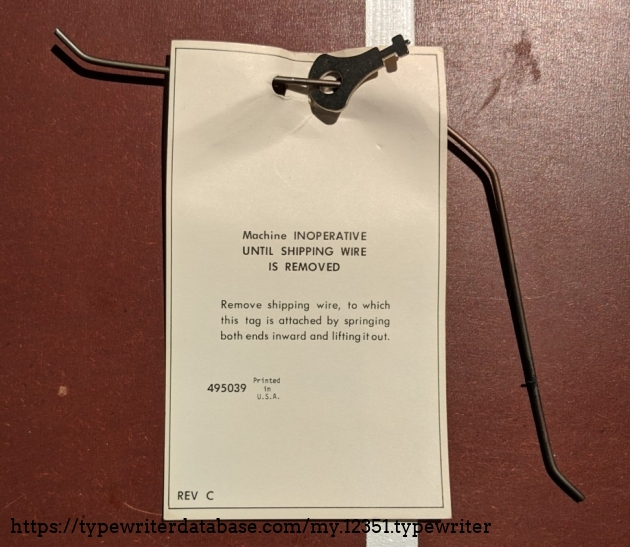 Machine INOPERATIVE
UNTIL SHIPPING WIRE
IS REMOVED
Remove shipping wire, to which
this tag is attached by springing
both ends inward and lifting it out.
495039
Printed
in
U.S.A.
REV C
https://typewriterdatabase.com/my.12351.typewriter